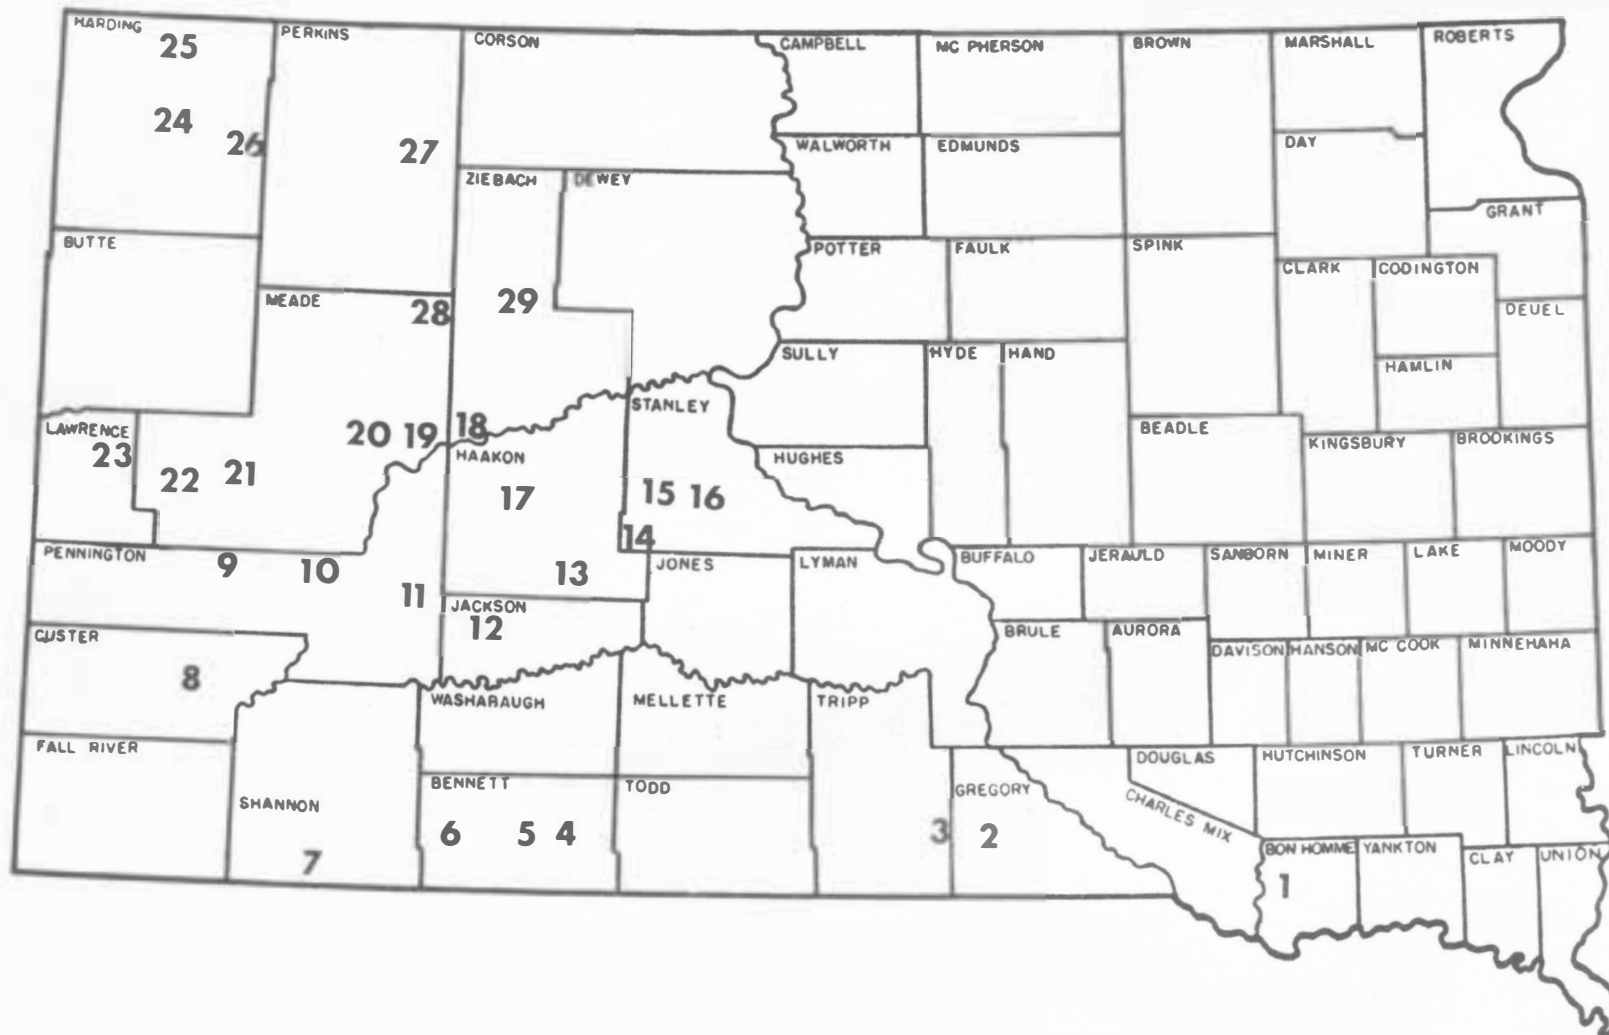 HARDING
PERKINS
CORSON
CAMPBELL
MC PHERSON
BROWN
MARSHALL
ROBERTS
25
24
26
27
WALWORTH
EDMUNDS
DAY
ZIEBACH
DEWEY
GRANT
BUTTE
POTTER
FAULK
SPINK
CLARK
CODINGTON
MEADE
28
29
DEUEL
SULLY
HYDE
HAND
HAMLIN
STANLEY
LAWRENCE
23
22
21
20
19
18
HAAKON
17
HUGHES
BEADLE
KINGSBURY
BROOKINGS
15
16
14
PENNINGTON
9
10
11
13
JONES
LYMAN
BUFFALO
JERAULD
SANBORN
MINER
LAKE
MOODY
JACKSON
12
CUSTER
8
BRULE
AURORA
DAVISON
HANSON
MC COOK
MINNEHAHA
WASHABAUGH
MELLETTE
TRIPP
FALL RIVER
SHANNON
7
BENNETT
6
5
4
TODD
3
GREGORY
2
DOUGLAS
CHARLES MIX
HUTCHINSON
TURNER
LINCOLN
BON HOMME
1
YANKTON
CLAY
UNION